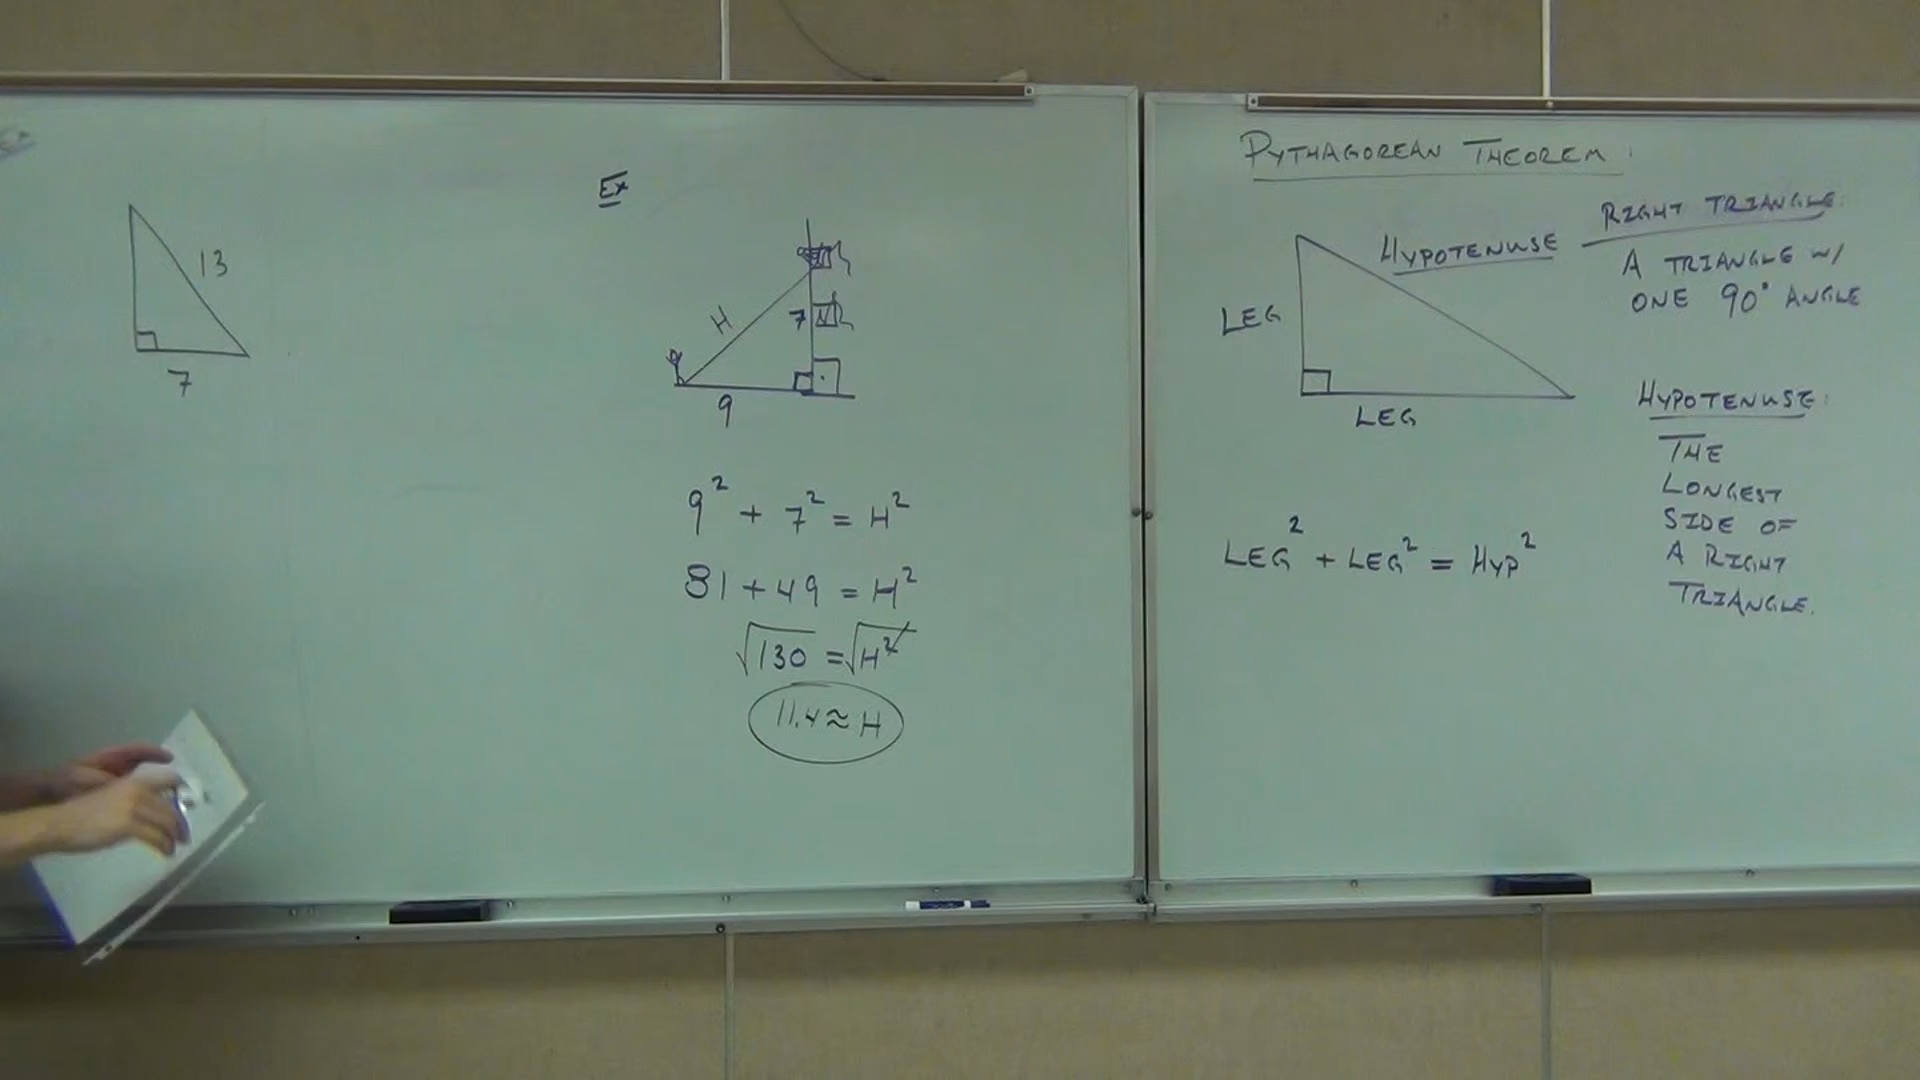 13
7
Ex
H
7
9
9² + 7² = H²
81 + 49 = H²
√130 = √H²
11.4 ≈ H
PYTHAGOREAN THEOREM:
HYPOTENUSE
LEG
LEG
LEG² + LEG² = HYP²
RIGHT TRIANGLE:
A TRIANGLE W/
ONE 90° ANGLE
HYPOTENUSE:
THE
LONGEST
SIDE OF
A RIGHT
TRIANGLE.